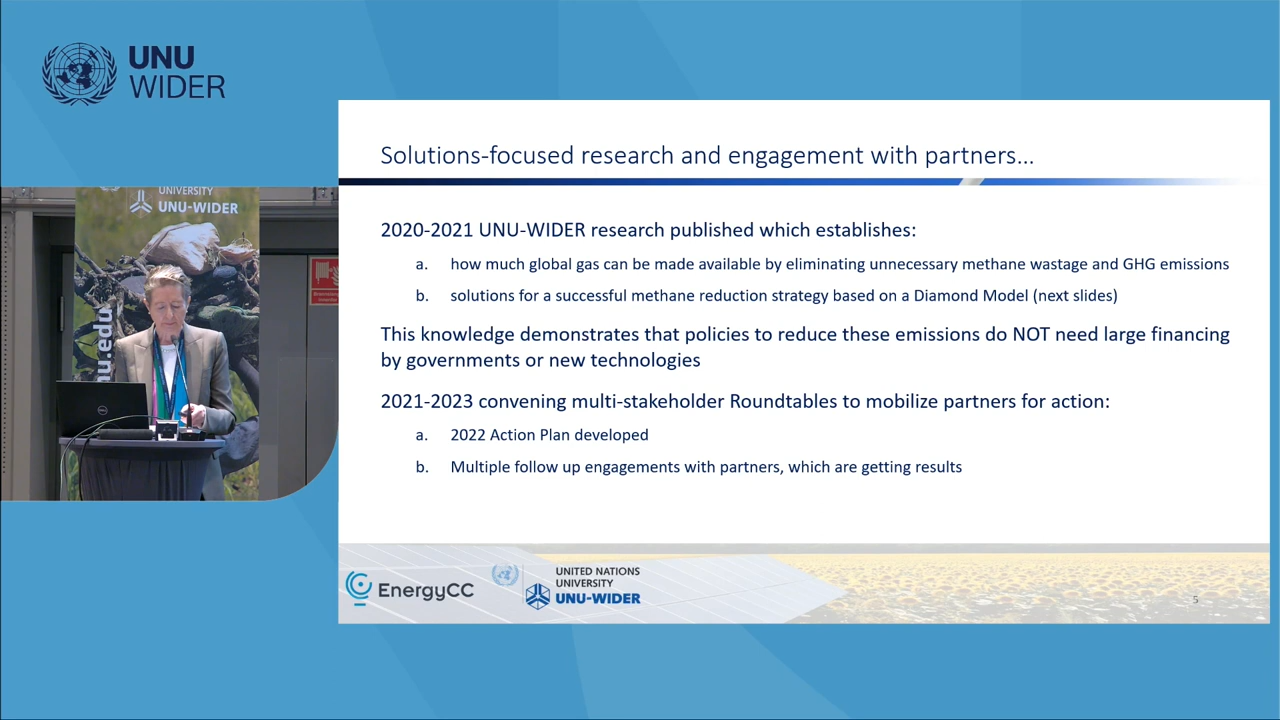 UNU
WIDER
UNIVERSITY
UNU-WIDER
nu.edu
DELL
Solutions-focused research and engagement with partners...
2020-2021 UNU-WIDER research published which establishes:
a. how much global gas can be made available by eliminating unnecessary methane wastage and GHG emissions
b. solutions for a successful methane reduction strategy based on a Diamond Model (next slides)
This knowledge demonstrates that policies to reduce these emissions do NOT need large financing
by governments or new technologies
2021-2023 convening multi-stakeholder Roundtables to mobilize partners for action:
a. 2022 Action Plan developed
b. Multiple follow up engagements with partners, which are getting results
EnergyCC
UNITED NATIONS
UNIVERSITY
UNU-WIDER
5